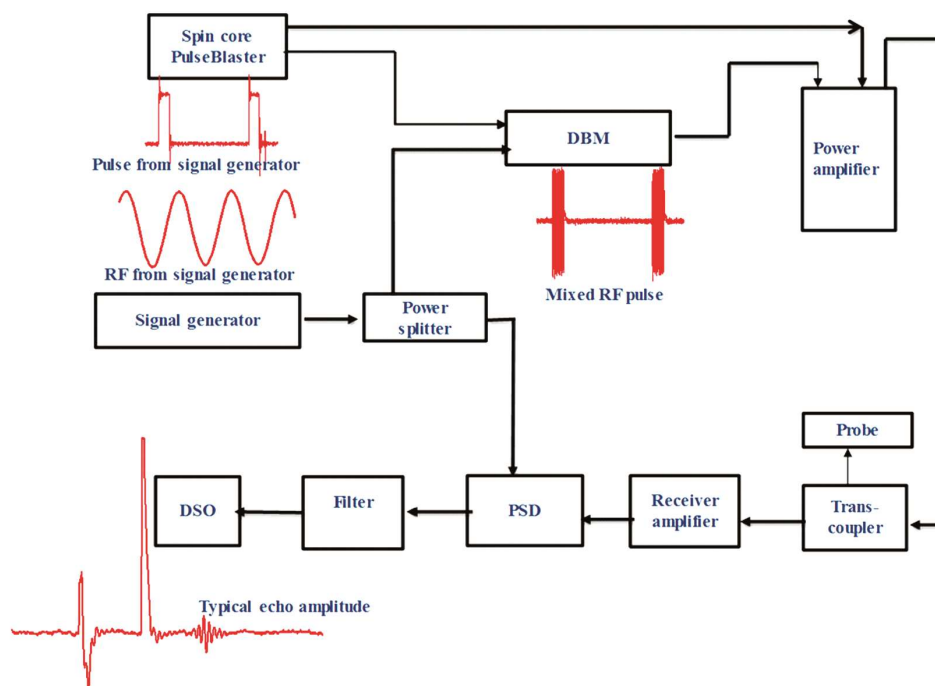 Spin core
PulseBlaster
Pulse from signal generator
RF from signal generator
Signal generator
Power
splitter
DBM
Mixed RF pulse
Power
amplifier
Probe
Trans-
coupler
Receiver
amplifier
PSD
Filter
DSO
Typical echo amplitude